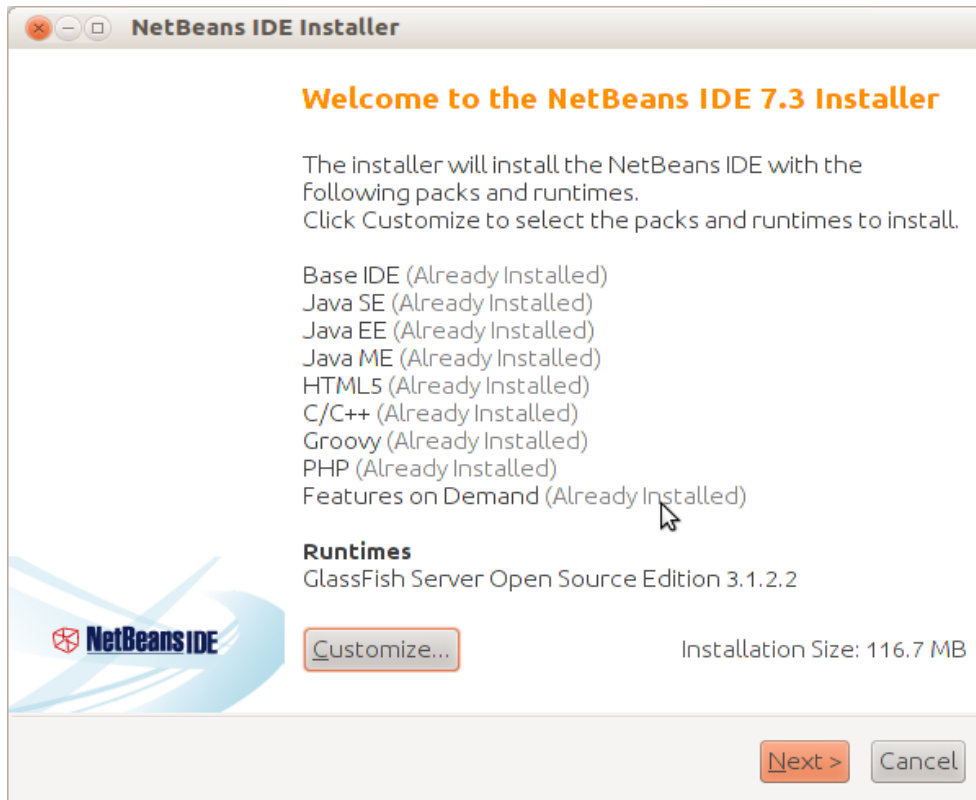 NetBeans IDE Installer
Welcome to the NetBeans IDE 7.3 Installer
The installer will install the NetBeans IDE with the
following packs and runtimes.
Click Customize to select the packs and runtimes to install.
Base IDE (Already Installed)
Java SE (Already Installed)
Java EE (Already Installed)
Java ME (Already Installed)
HTML5 (Already Installed)
C/C++ (Already Installed)
Groovy (Already Installed)
PHP (Already Installed)
Features on Demand (Already Installed)
Runtimes
GlassFish Server Open Source Edition 3.1.2.2
NetBeans IDE
Customize...
Installation Size: 116.7 MB
Next >
Cancel